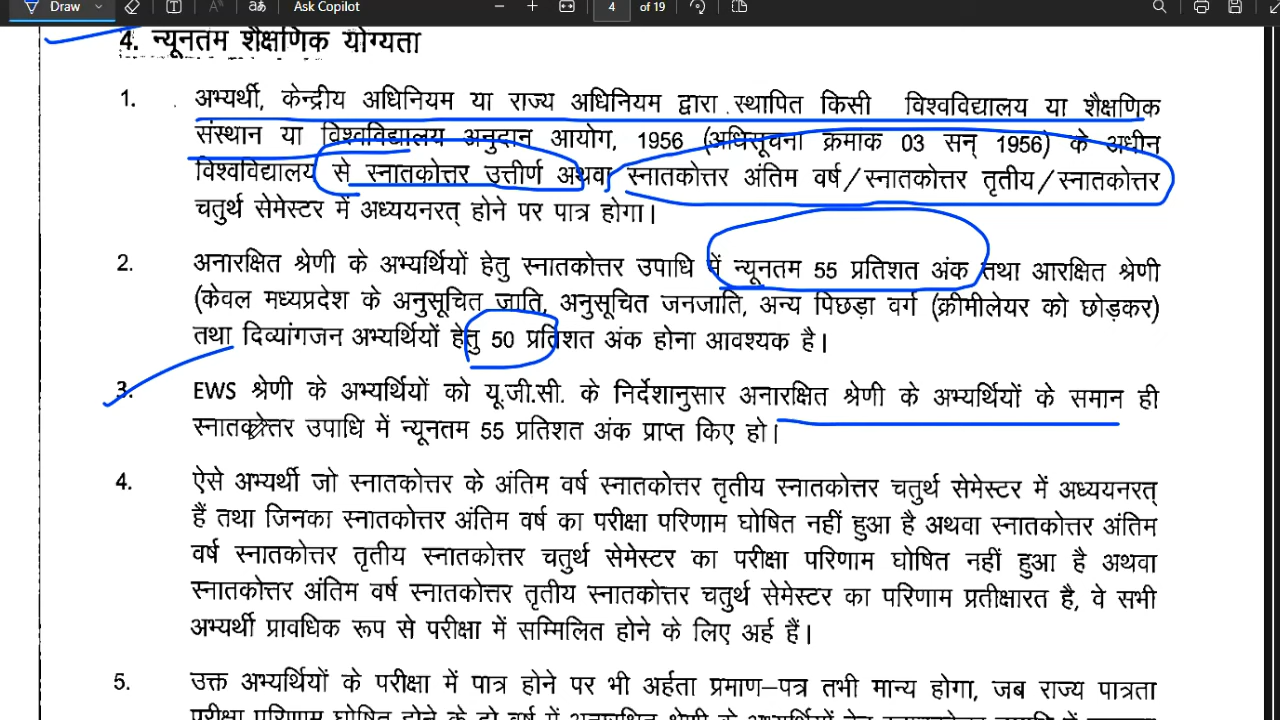 Draw Ask Copilot 4 of 19
4. न्यूनतम शैक्षणिक योग्यता
1. अभ्यर्थी, केन्द्रीय अधिनियम या राज्य अधिनियम द्वारा स्थापित किसी विश्वविद्यालय या शैक्षणिक
संस्थान या विश्वविद्यालय अनुदान आयोग, 1956 (अधिसूचना क्रमाक 03 सन् 1956) के अधीन
विश्वविद्यालय से स्नातकोत्तर उत्तीर्ण अथवा स्नातकोत्तर अंतिम वर्ष/स्नातकोत्तर तृतीय/स्नातकोत्तर
चतुर्थ सेमेस्टर में अध्ययनरत् होने पर पात्र होगा।
2. अनारक्षित श्रेणी के अभ्यर्थियों हेतु स्नातकोत्तर उपाधि में न्यूनतम 55 प्रतिशत अंक तथा आरक्षित श्रेणी
(केवल मध्यप्रदेश के अनुसूचित जाति, अनुसूचित जनजाति, अन्य पिछड़ा वर्ग (क्रीमीलेयर को छोड़कर)
तथा दिव्यांगजन अभ्यर्थियों हेतु 50 प्रतिशत अंक होना आवश्यक है।
3. EWS श्रेणी के अभ्यर्थियों को यू.जी.सी. के निर्देशानुसार अनारक्षित श्रेणी के अभ्यर्थियों के समान ही
स्नातकोत्तर उपाधि में न्यूनतम 55 प्रतिशत अंक प्राप्त किए हो।
4. ऐसे अभ्यर्थी जो स्नातकोत्तर के अंतिम वर्ष स्नातकोत्तर तृतीय स्नातकोत्तर चतुर्थ सेमेस्टर में अध्ययनरत्
हैं तथा जिनका स्नातकोत्तर अंतिम वर्ष का परीक्षा परिणाम घोषित नहीं हुआ है अथवा स्नातकोत्तर अंतिम
वर्ष स्नातकोत्तर तृतीय स्नातकोत्तर चतुर्थ सेमेस्टर का परीक्षा परिणाम घोषित नहीं हुआ है अथवा
स्नातकोत्तर अंतिम वर्ष स्नातकोत्तर तृतीय स्नातकोत्तर चतुर्थ सेमेस्टर का परिणाम प्रतीक्षारत है, वे सभी
अभ्यर्थी प्रावधिक रूप से परीक्षा में सम्मिलित होने के लिए अर्ह हैं।
5. उक्त अभ्यर्थियों के परीक्षा में पात्र होने पर भी अर्हता प्रमाण–पत्र तभी मान्य होगा, जब राज्य पात्रता
परीक्षा परिणाम घोषित होने के दो वर्ष में